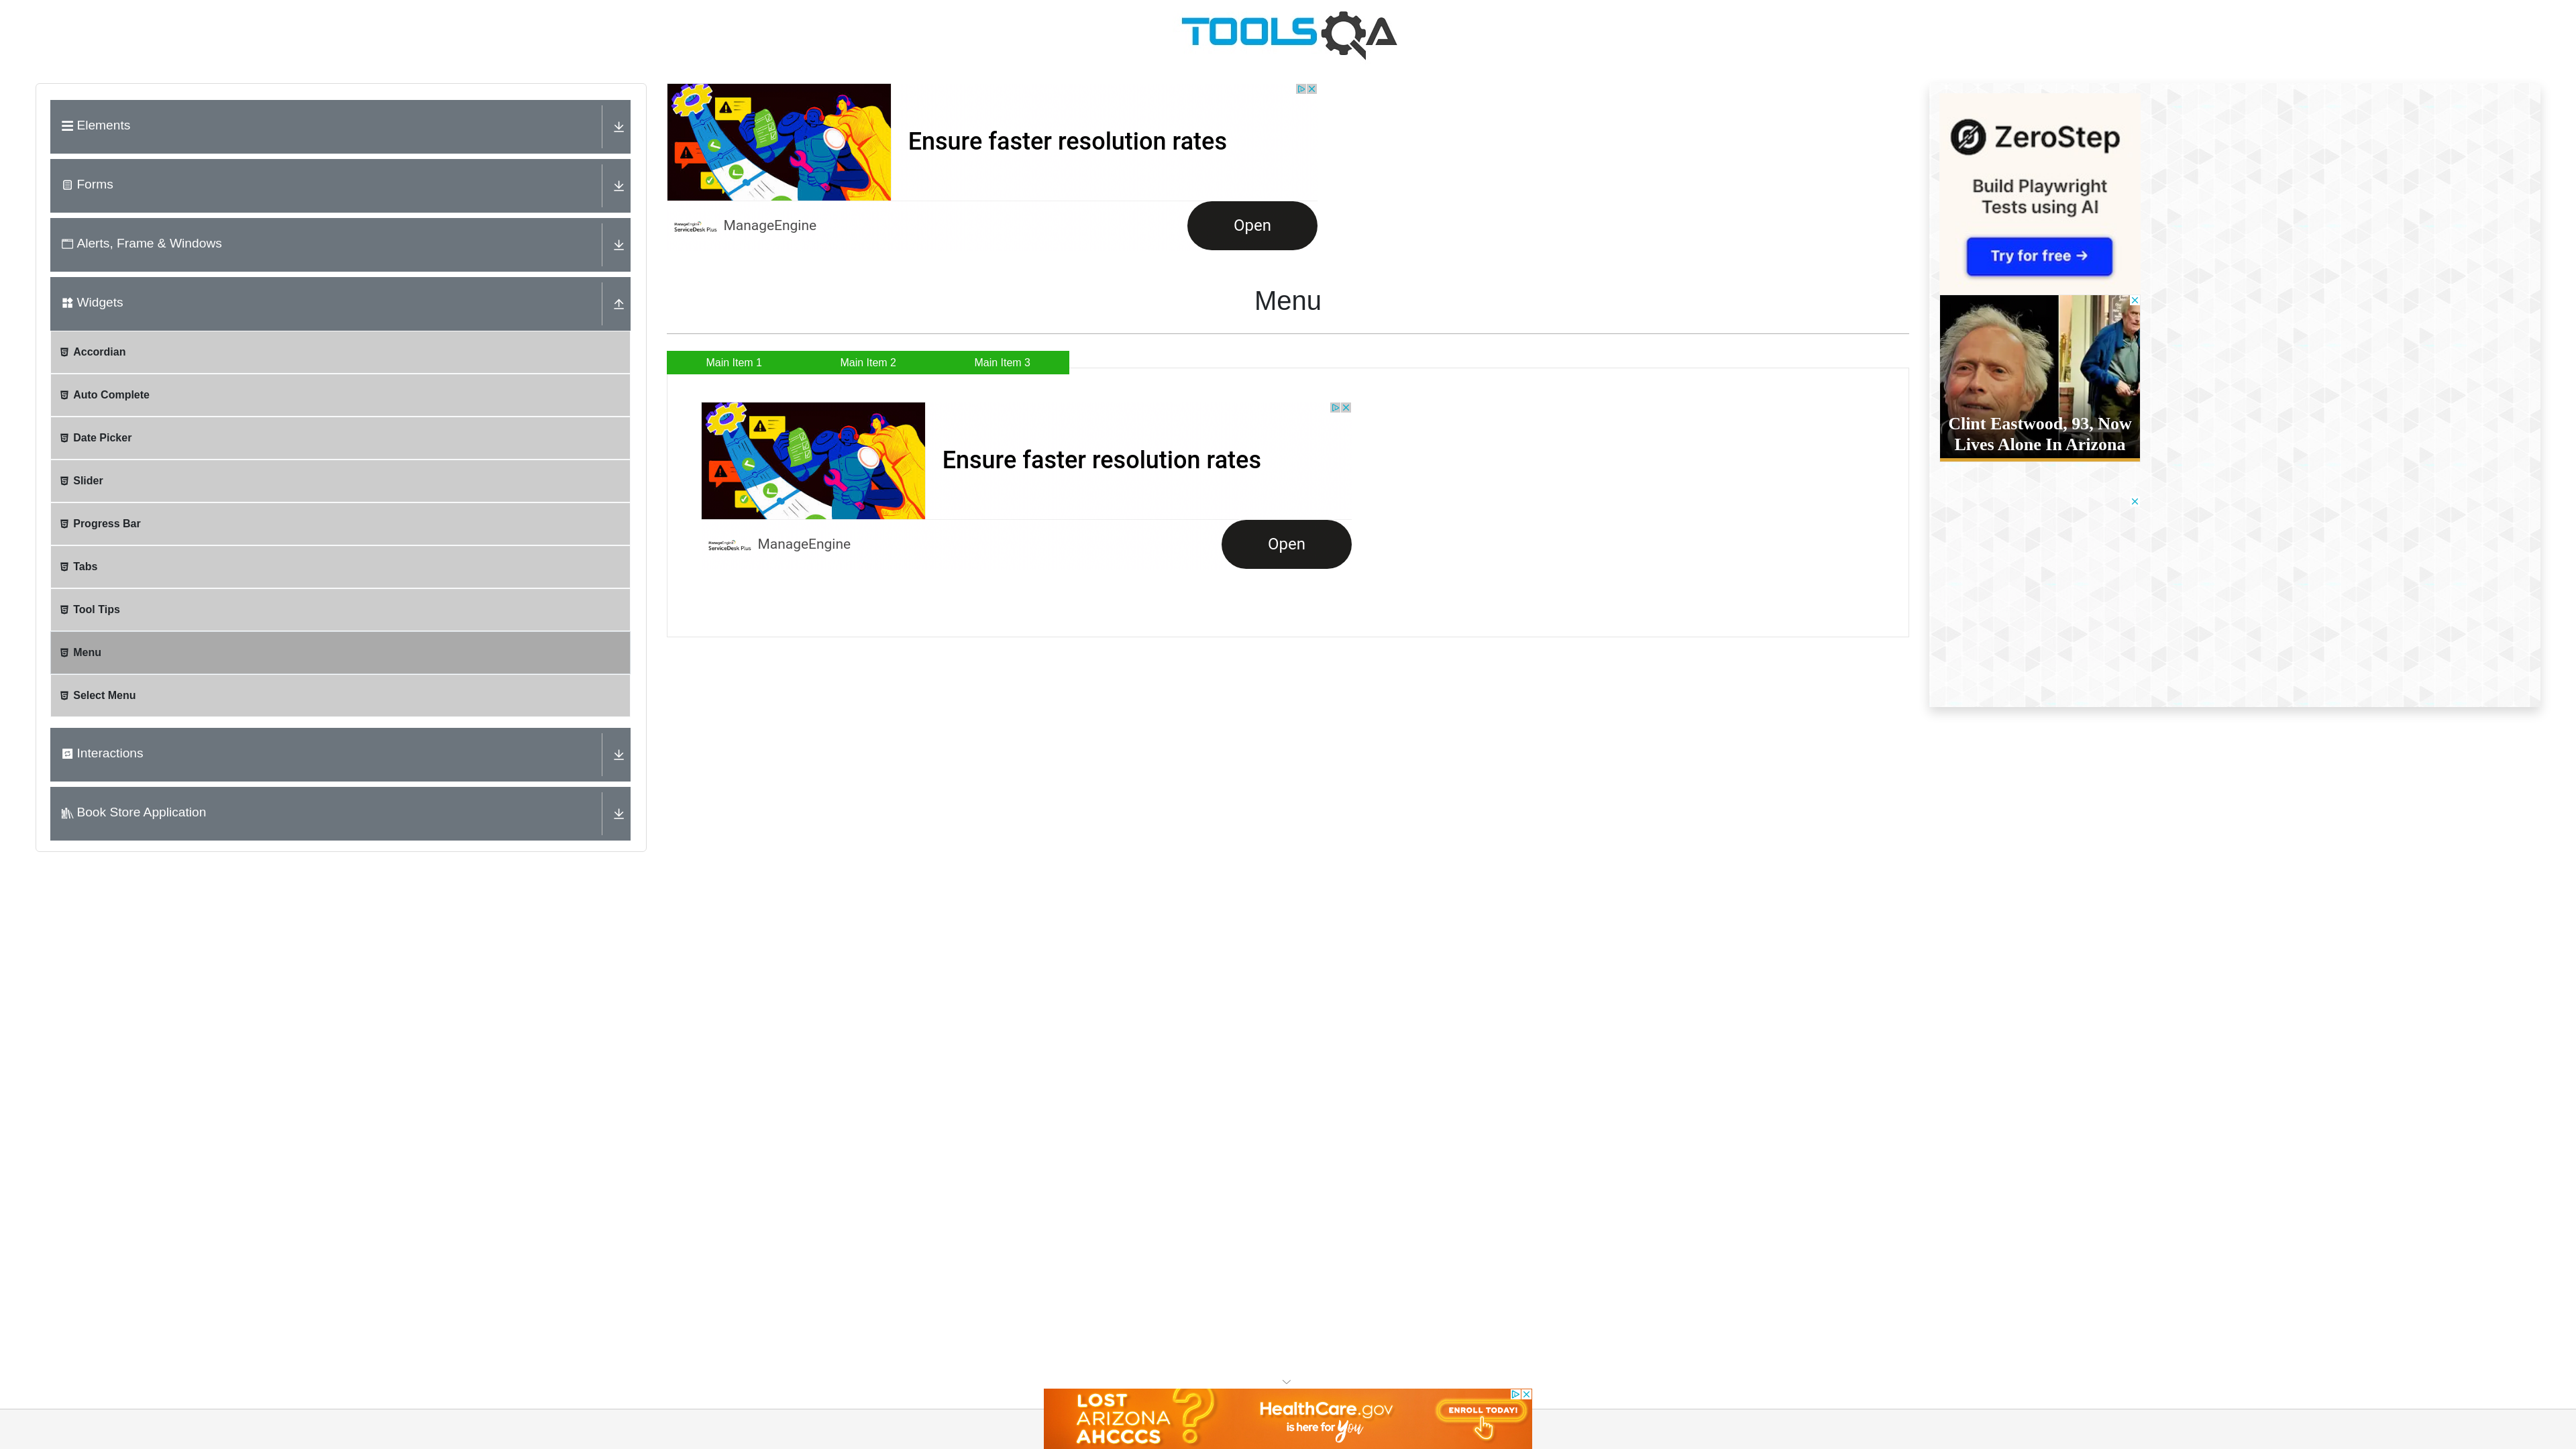 TOOLSQA
Elements
Forms
Alerts, Frame & Windows
Widgets
Accordian
Auto Complete
Date Picker
Slider
Progress Bar
Tabs
Tool Tips
Menu
Select Menu
Interactions
Book Store Application
Ensure faster resolution rates
ManageEngine
ServiceDesk Plus
ManageEngine
Open
Menu
Main Item 1
Main Item 2
Main Item 3
Ensure faster resolution rates
ManageEngine
ServiceDesk Plus
ManageEngine
Open
ZeroStep
Build Playwright
Tests using AI
Try for free →
Clint Eastwood, 93, Now
Lives Alone In Arizona
LOST
ARIZONA
AHCCCS
?
HealthCare.gov
is here for you
ENROLL TODAY!